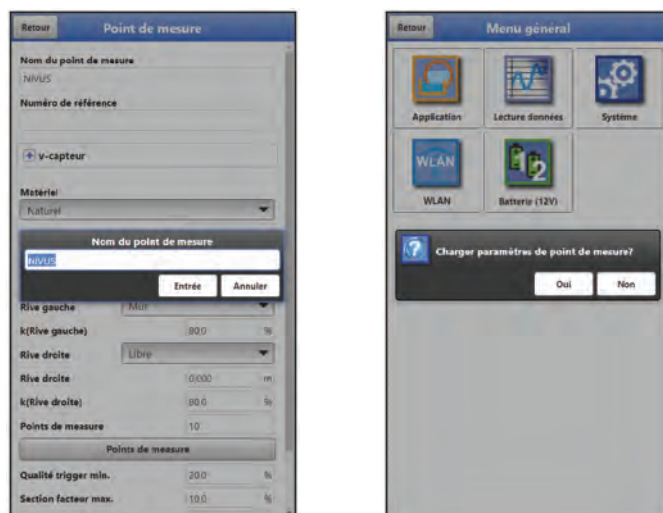 Retour
Point de mesure
Nom du point de mesure
NIVUS
Numéro de référence
v-capteur
Matériel
Naturel
Nom du point de mesure
NIVUS
Entrée Annuler
Rive gauche Mur
k(Rive gauche) 80.0 %
Rive droite Libre
Rive droite 0.000 m
k(Rive droite) 80.0 %
Points de mesure 10
Points de mesure
Qualité trigger min. 20.0 %
Section facteur max. 10.0 %
Retour
Menu général
Application Lecture données Système
WLAN
12
WLAN Batterie (12V)
Charger paramètres de point de mesure?
Oui Non